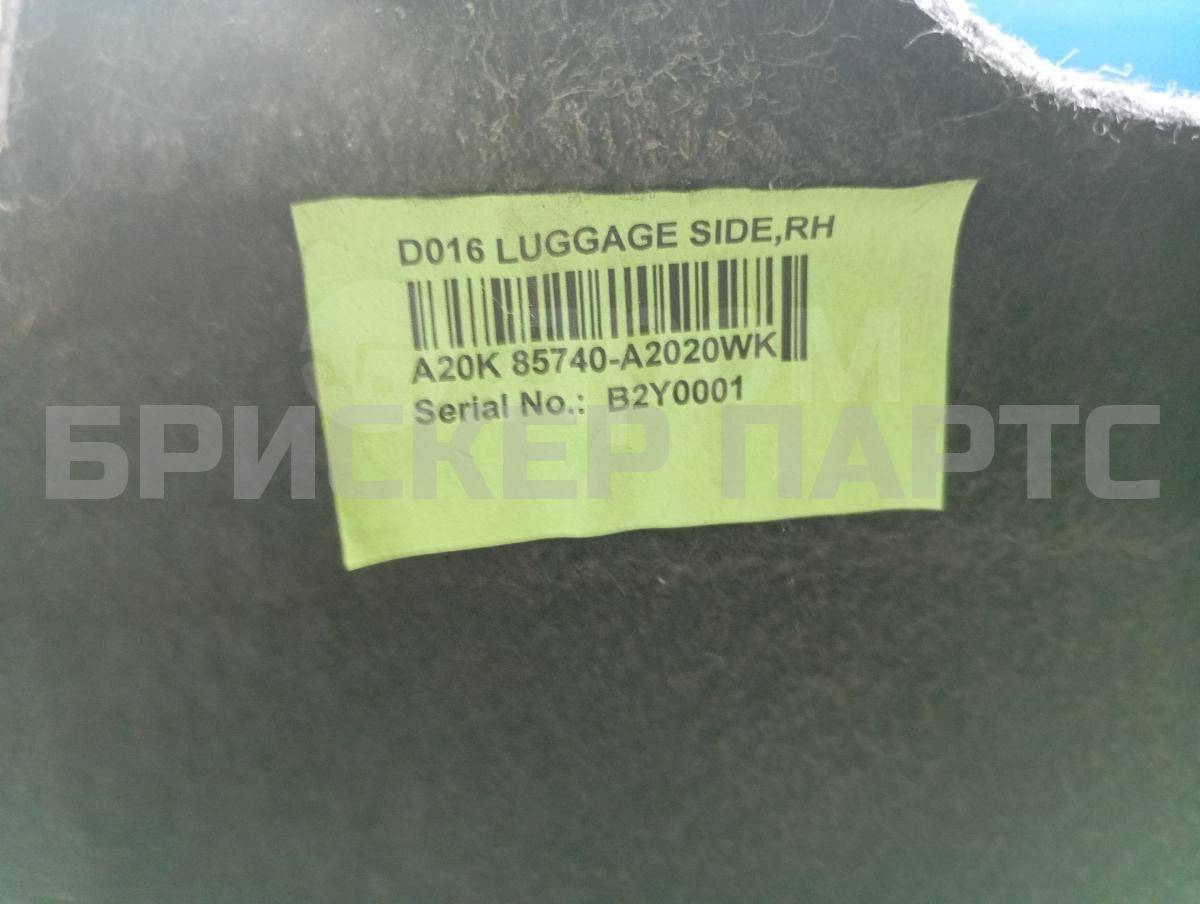 D016 LUGGAGE SIDE,RH
A20K 85740-A2020WK
Serial No.: B2Y0001
БРИСКЕР ПАРТС